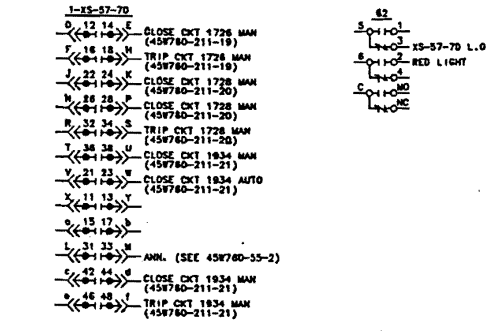 1-XS-57-7D
D 12 14 E CLOSE CKT 1726 MAN
(45W760-211-19)
F 16 18 H TRIP CKT 1726 MAN
(45W760-211-19)
J 22 24 K CLOSE CKT 1728 MAN
(45W760-211-20)
N 26 28 P CLOSE CKT 1728 MAN
(45W760-211-20)
R 32 34 S TRIP CKT 1728 MAN
(45W760-211-20)
T 36 38 U CLOSE CKT 1934 MAN
(45W760-211-21)
V 21 23 W CLOSE CKT 1934 AUTO
(45W760-211-21)
X 11 13 Y
a 15 17 b
L 31 33 M ANN. (SEE 45W760-55-2)
c 42 44 d CLOSE CKT 1934 MAN
(45W760-211-21)
e 46 48 f TRIP CKT 1934 MAN
(45W760-211-21)
62
5 1
3 XS-57-7D L.O
6 2 RED LIGHT
4
C NO
NC